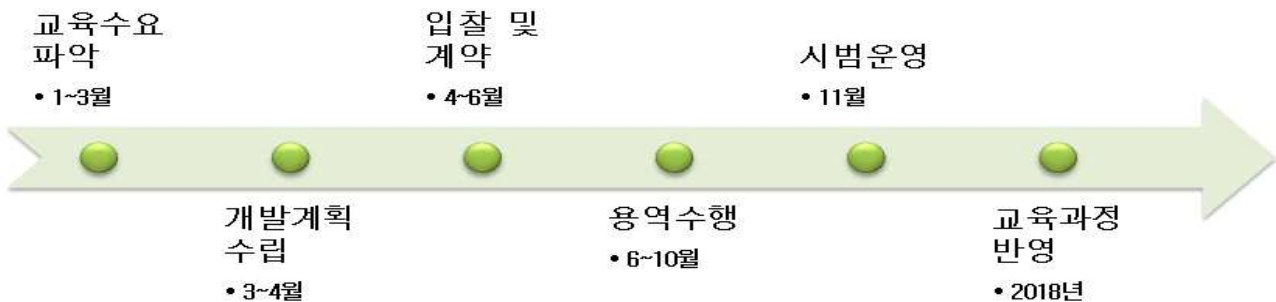 교육수요
파악
• 1~3월
개발계획
수립
• 3~4월
입찰 및
계약
• 4~6월
용역수행
• 6~10월
시범운영
• 11월
교육과정
반영
• 2018년